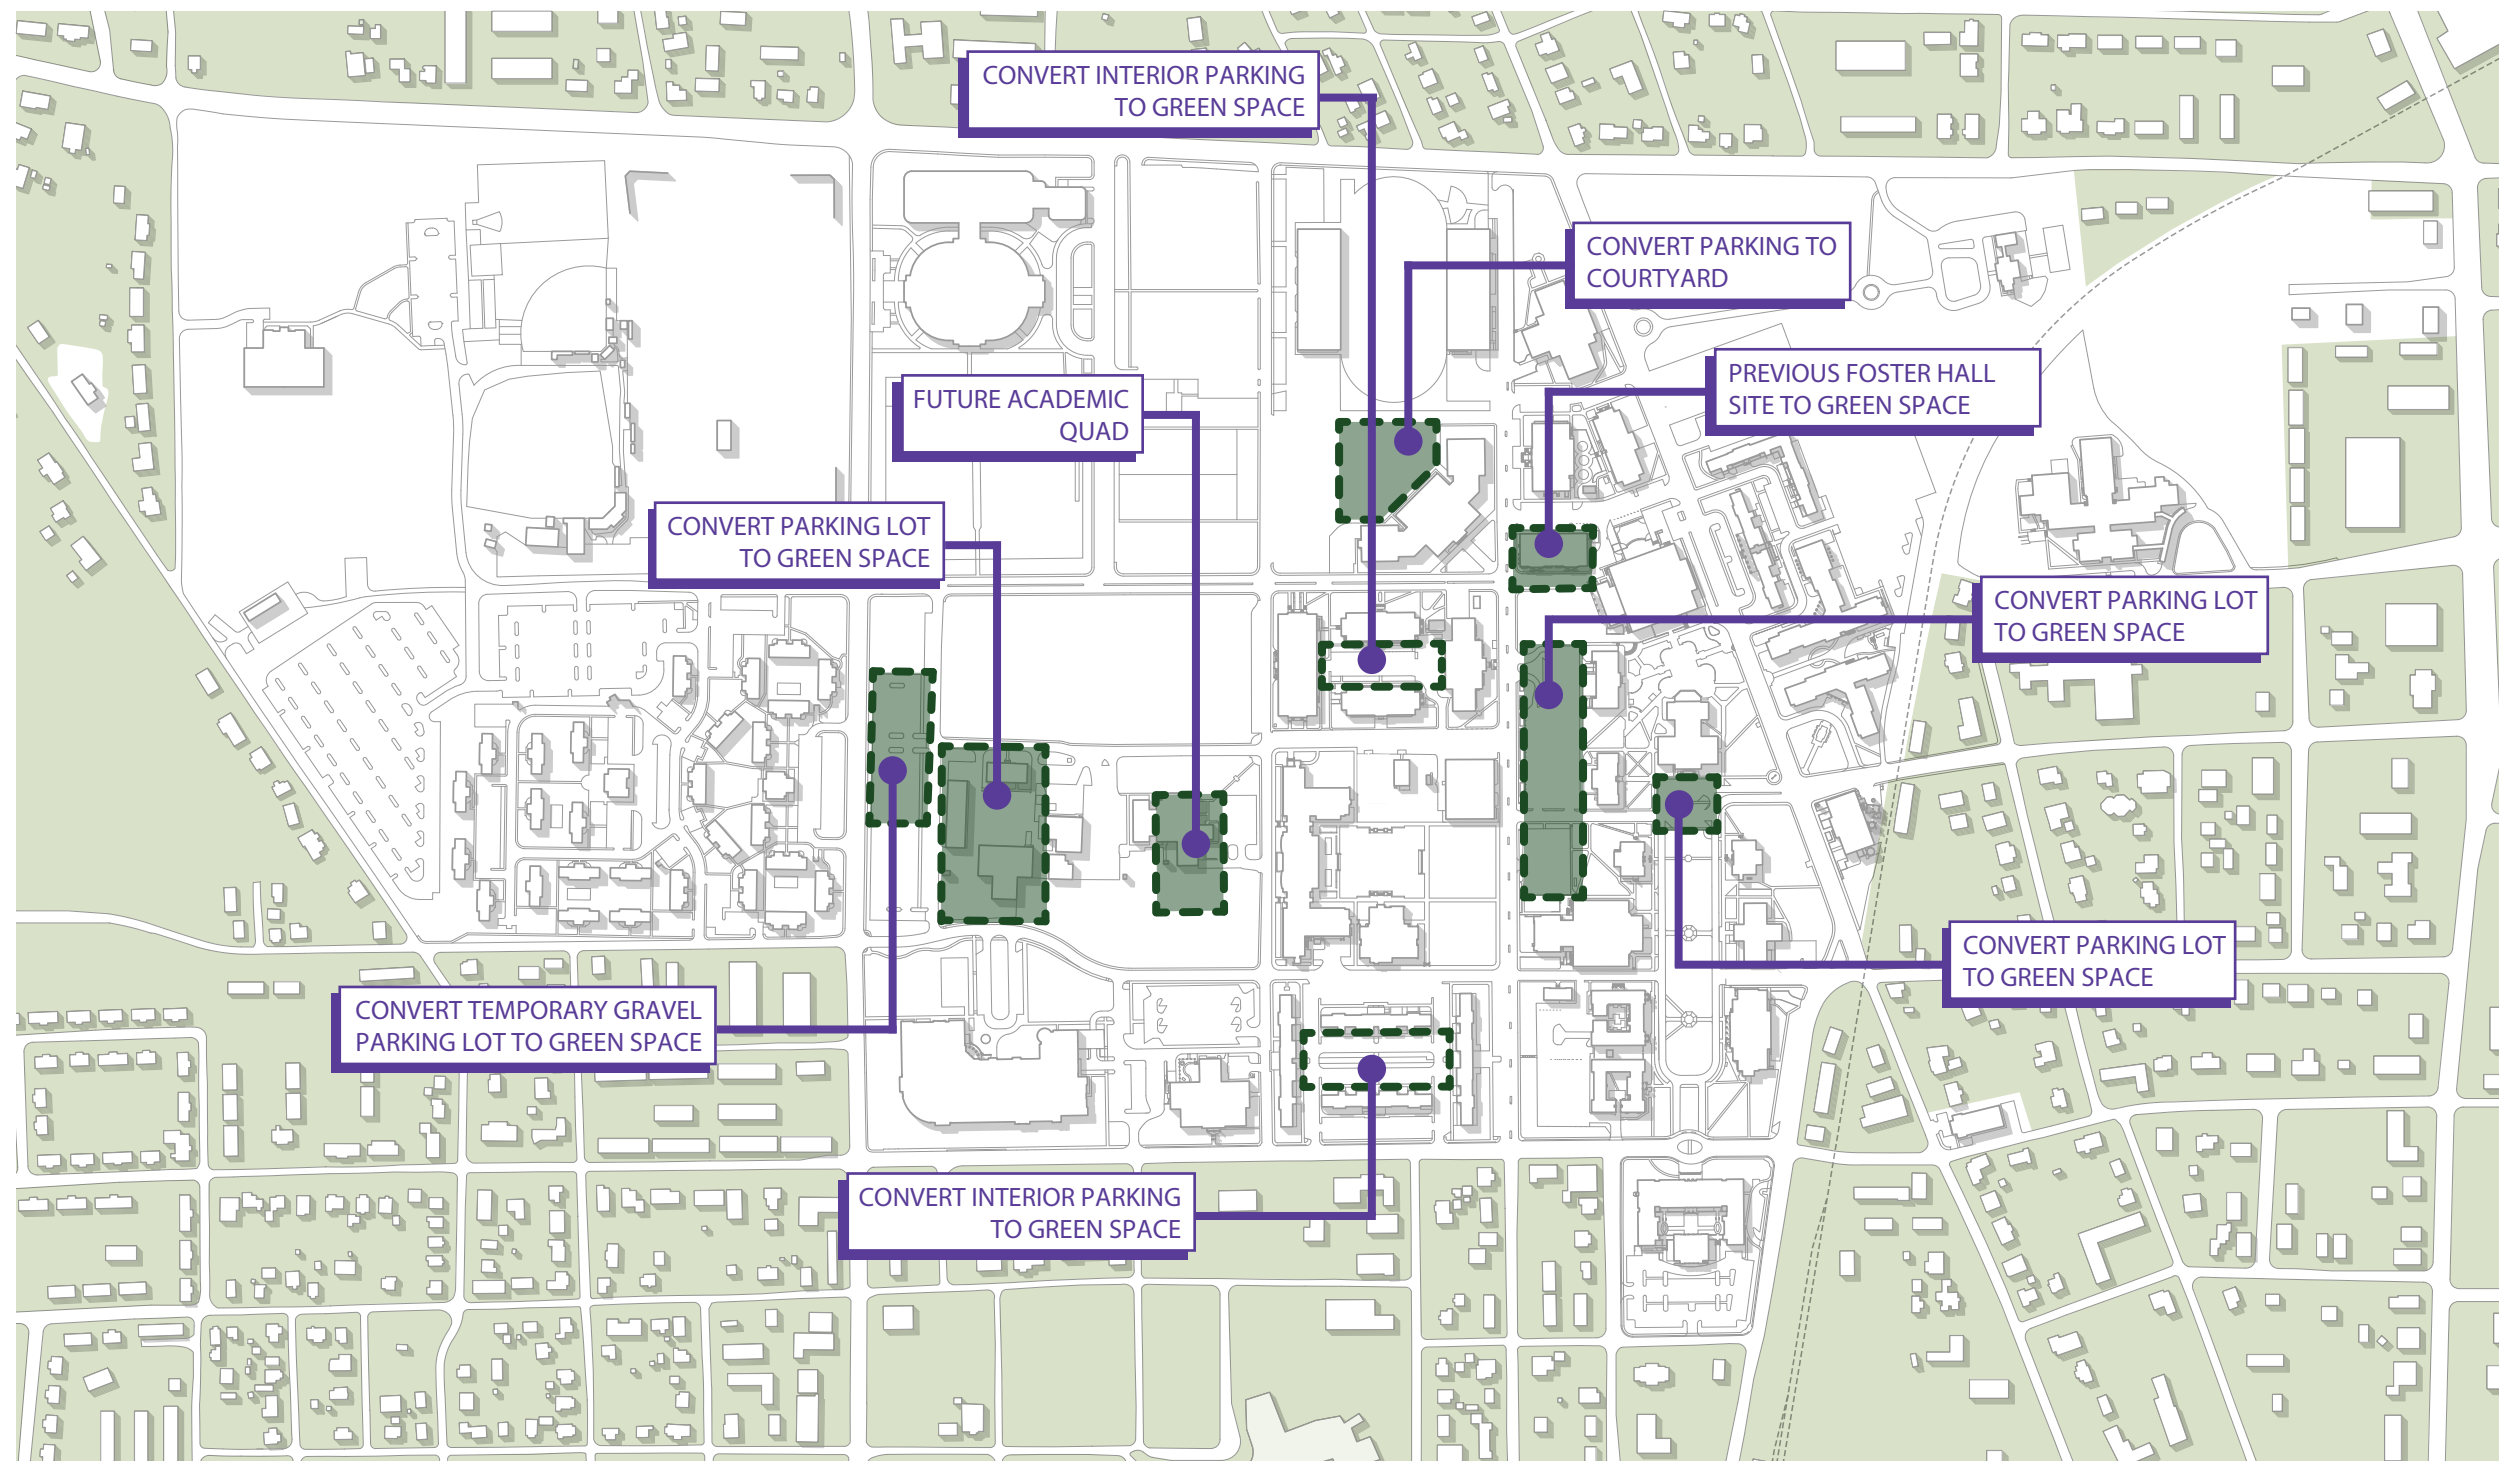 CONVERT INTERIOR PARKING
TO GREEN SPACE
CONVERT PARKING TO
COURTYARD
PREVIOUS FOSTER HALL
SITE TO GREEN SPACE
FUTURE ACADEMIC
QUAD
CONVERT PARKING LOT
TO GREEN SPACE
CONVERT PARKING LOT
TO GREEN SPACE
CONVERT PARKING LOT
TO GREEN SPACE
CONVERT TEMPORARY GRAVEL
PARKING LOT TO GREEN SPACE
CONVERT INTERIOR PARKING
TO GREEN SPACE